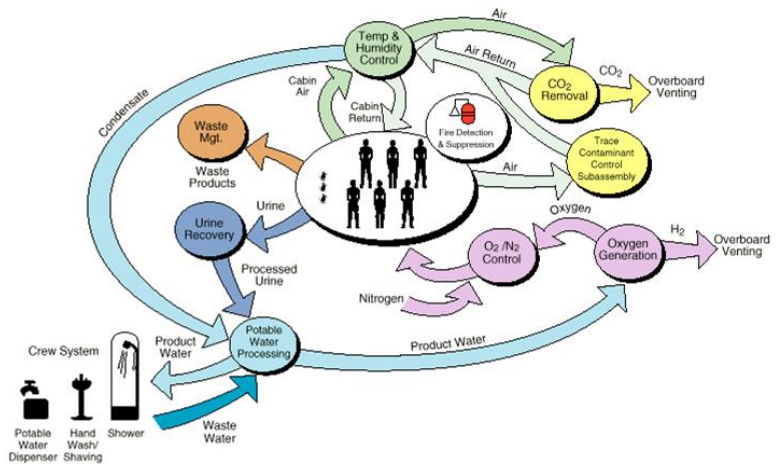 Air
Temp &
Humidity
Control
Air Return
CO2
Removal
CO2
Overboard
Venting
Condensate
Cabin
Air
Cabin
Return
Fire Detection
& Suppression
Waste
Mgt.
Waste
Products
Trace
Contaminant
Control
Subassembly
Air
Urine
Urine
Recovery
Oxygen
O2 /N2
Control
Oxygen
Generation
H2
Overboard
Venting
Processed
Urine
Nitrogen
Product
Water
Potable
Water
Processing
Product Water
Crew System
Potable
Water
Dispenser
Hand
Wash/
Shaving
Shower
Waste
Water